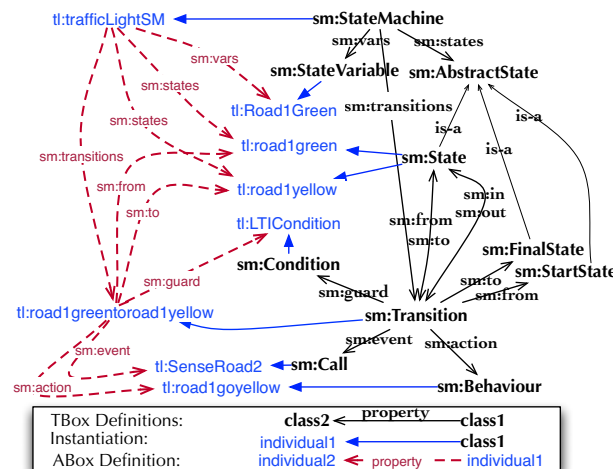 tl:trafficLightSM sm:StateMachine
sm:vars sm:states
sm:vars
sm:StateVariable sm:AbstractState
sm:states
tl:Road1Green sm:transitions
sm:states
tl:road1green is-a
sm:transitions sm:State is-a is-a
sm:from
tl:road1yellow sm:in
sm:to sm:out
tl:LTICondition sm:from
sm:to
sm:Condition sm:FinalState
sm:guard sm:to sm:StartState
sm:guard sm:from
tl:road1greentoroad1yellow sm:Transition
sm:event sm:event sm:action
tl:SenseRoad2 sm:Call
sm:action tl:road1goyellow sm:Behaviour
TBox Definitions: class2 property class1
Instantiation: individual1 class1
ABox Definition: individual2 property individual1